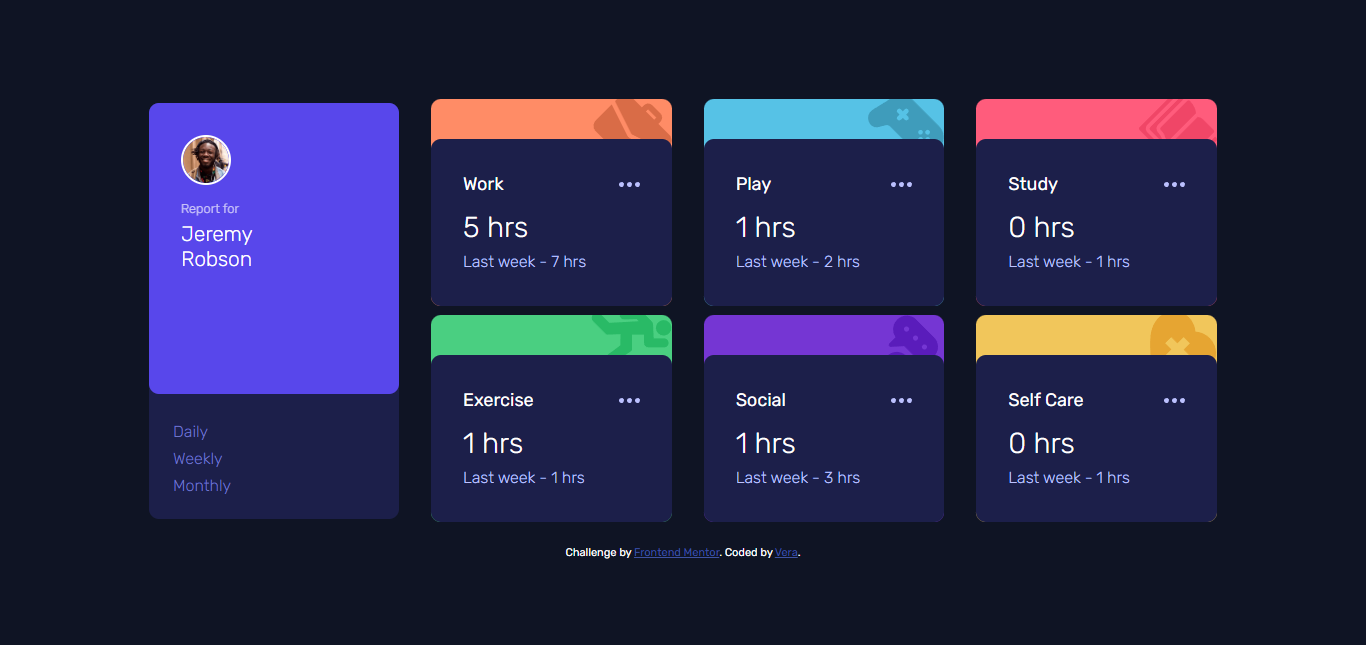 Report for
Jeremy
Robson
Daily
Weekly
Monthly
Work
5 hrs
Last week - 7 hrs
Play
1 hrs
Last week - 2 hrs
Study
0 hrs
Last week - 1 hrs
Exercise
1 hrs
Last week - 1 hrs
Social
1 hrs
Last week - 3 hrs
Self Care
0 hrs
Last week - 1 hrs
Challenge by Frontend Mentor. Coded by Vera.